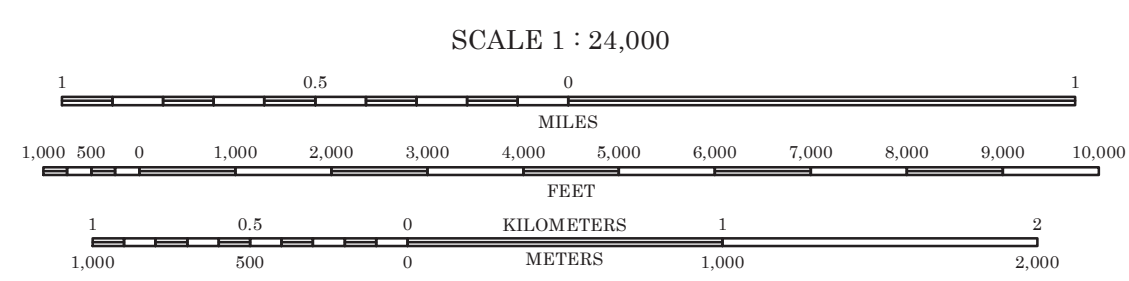 SCALE 1 : 24,000
1 0.5 0 1
MILES
1,000 500 0 1,000 2,000 3,000 4,000 5,000 6,000 7,000 8,000 9,000 10,000
FEET
1 0.5 0 KILOMETERS 1 2
1,000 500 0 METERS 1,000 2,000